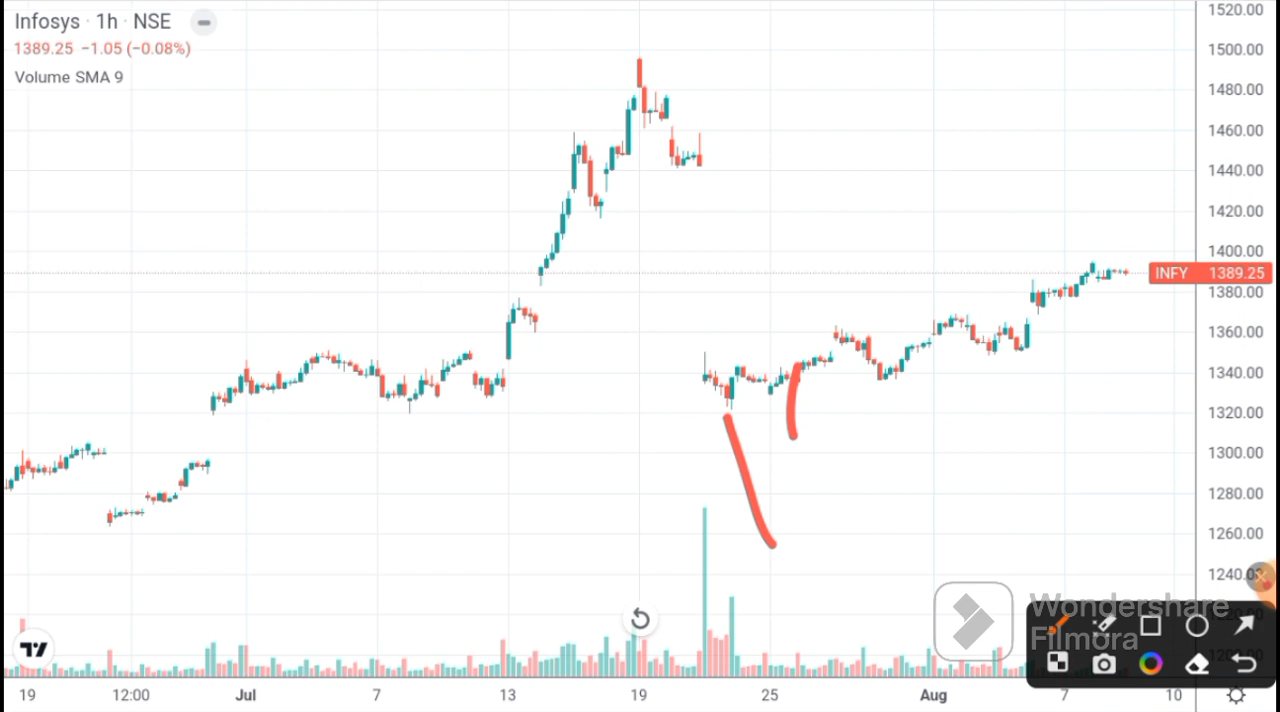 Infosys · 1h · NSE
1389.25 −1.05 (−0.08%)
Volume SMA 9
1520.00
1500.00
1480.00
1460.00
1440.00
1420.00
1400.00
INFY 1389.25
1380.00
1360.00
1340.00
1320.00
1300.00
1280.00
1260.00
1240.00
Wondershare
Filmora
19 12:00 Jul 7 13 19 25 Aug 7 10